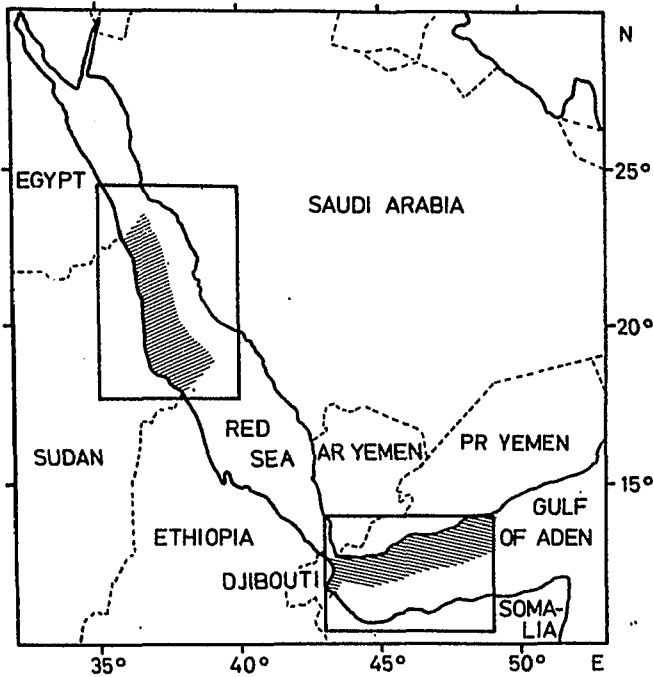 N
EGYPT
25°
SAUDI ARABIA
20°
RED
SEA
AR YEMEN
PR YEMEN
SUDAN
15°
GULF
OF ADEN
ETHIOPIA
DJIBOUTI
SOMA-
LIA
35°
40°
45°
50°
E